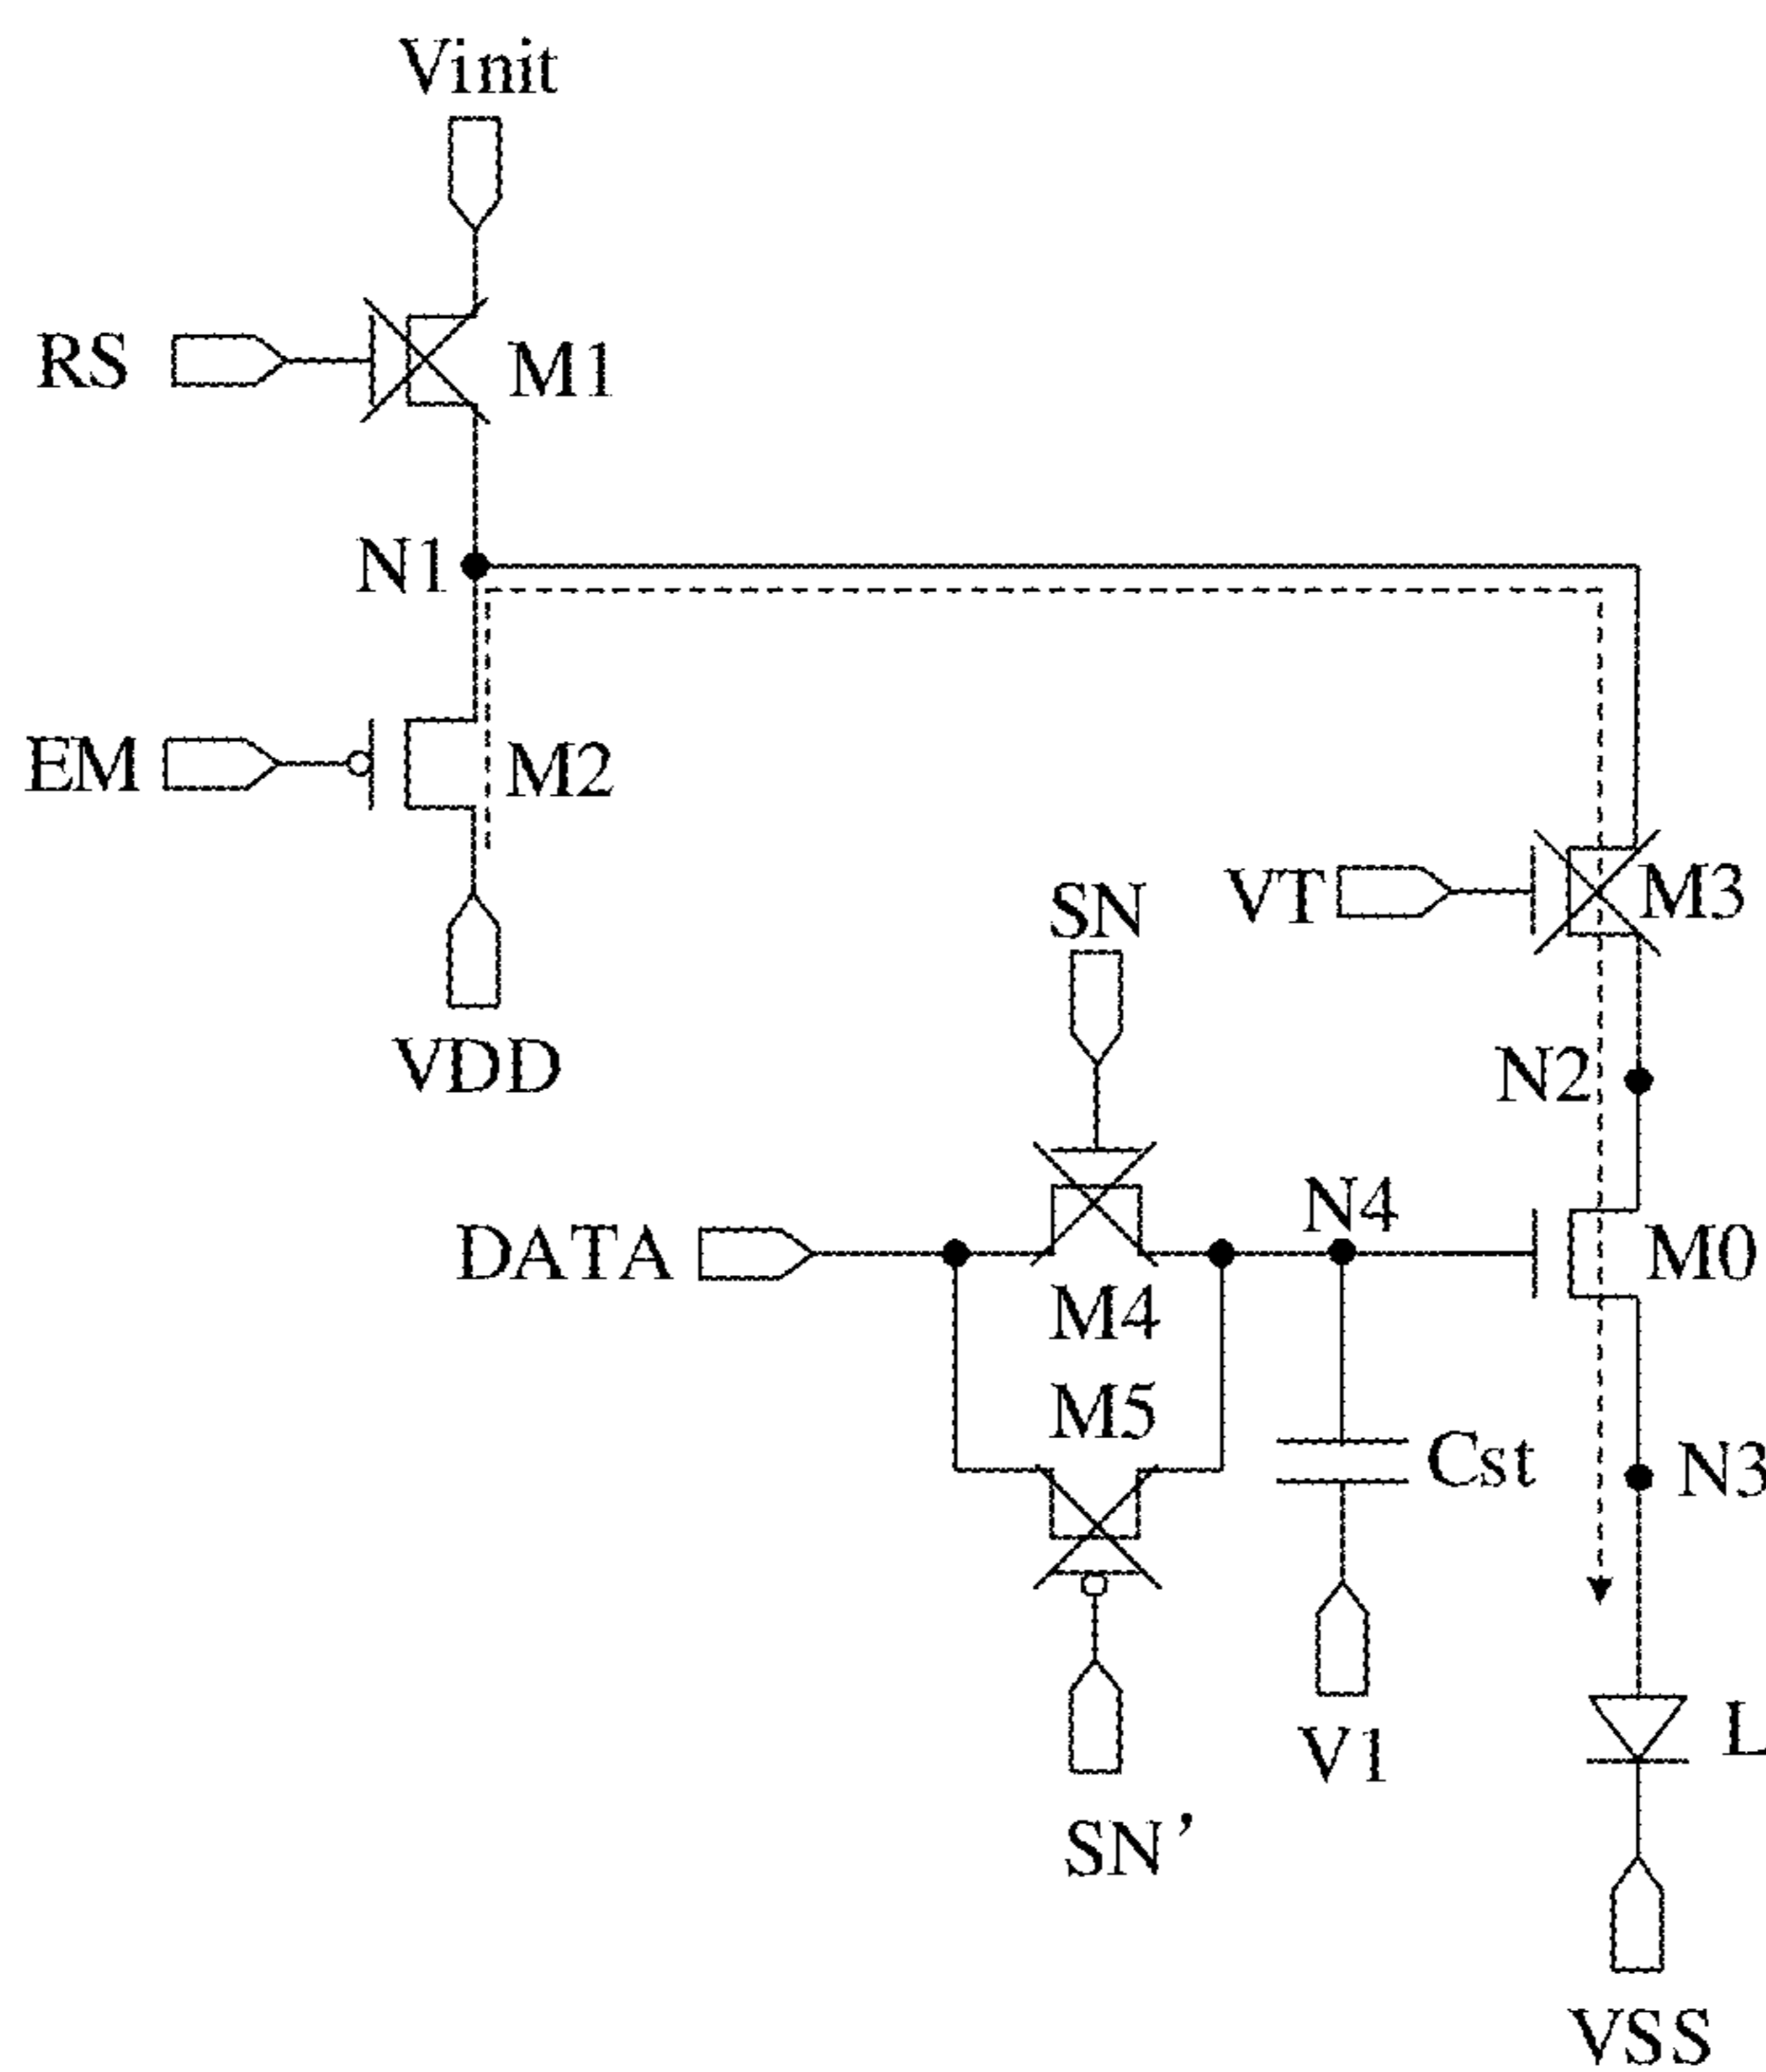 Vinit
RS
M1
N1
EM
M2
VDD
VT
M3
SN
N2
DATA
N4
M0
M4
M5
Cst
N3
V1
L
SN’
VSS